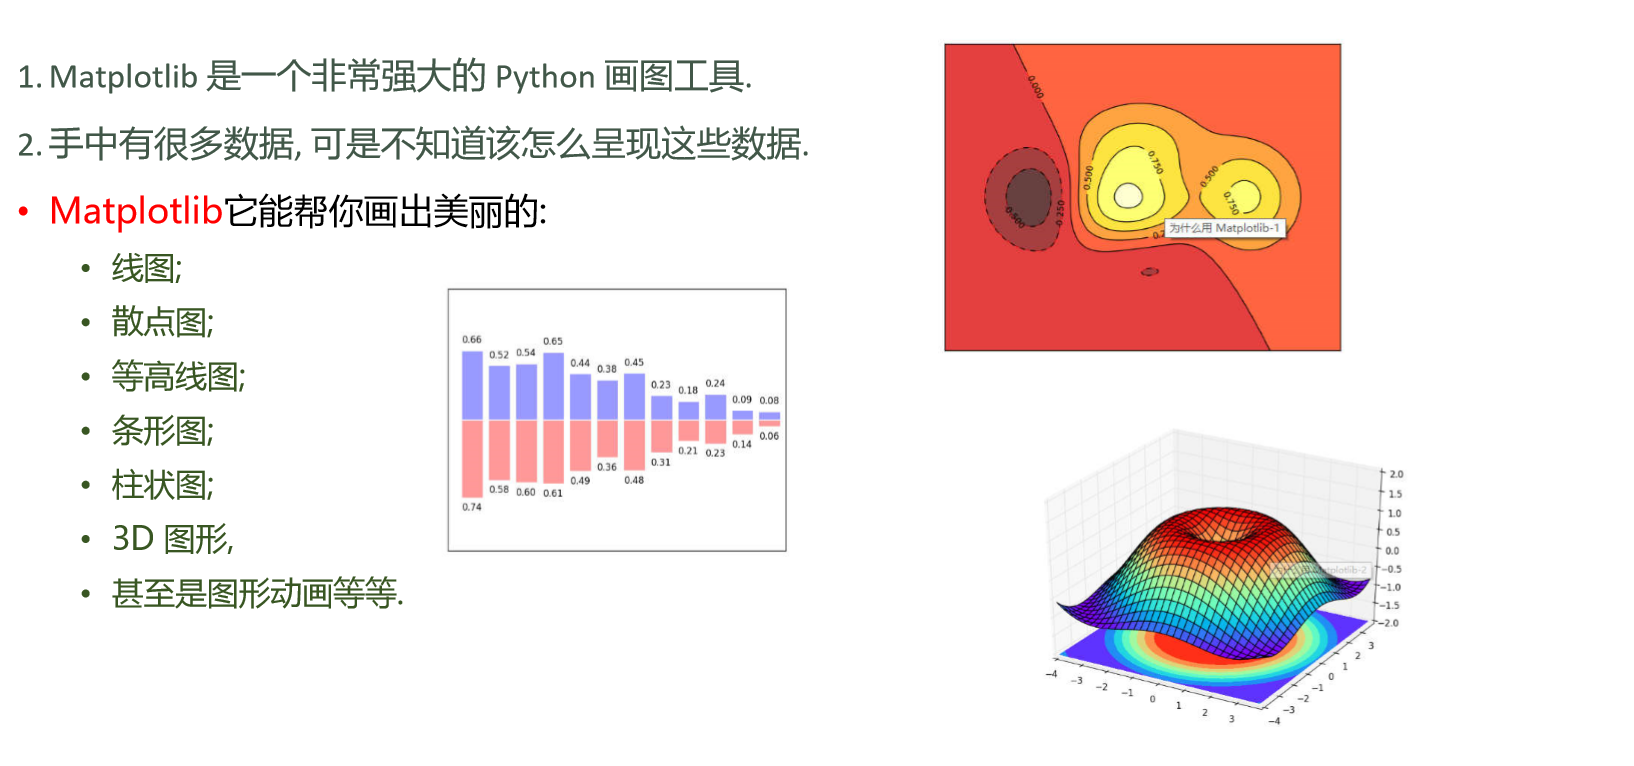 1. Matplotlib 是一个非常强大的 Python 画图工具.
2. 手中有很多数据, 可是不知道该怎么呈现这些数据.
• Matplotlib它能帮你画出美丽的:
• 线图;
• 散点图;
• 等高线图;
• 条形图;
• 柱状图;
• 3D 图形,
• 甚至是图形动画等等.
0.66 0.52 0.54 0.65 0.44 0.38 0.45 0.23 0.18 0.24 0.09 0.08
0.74 0.58 0.60 0.61 0.49 0.36 0.48 0.31 0.21 0.23 0.14 0.06
0.000
0.500
0.750
0.500
0.750
0.500
0.250
为什么用 Matplotlib-1
2.0
1.5
1.0
0.5
0.0
为什么用 Matplotlib-2
−0.5
−1.0
−1.5
−2.0
−4 −3 −2 −1 0 1 2 3
−4 −3 −2 −1 0 1 2 3